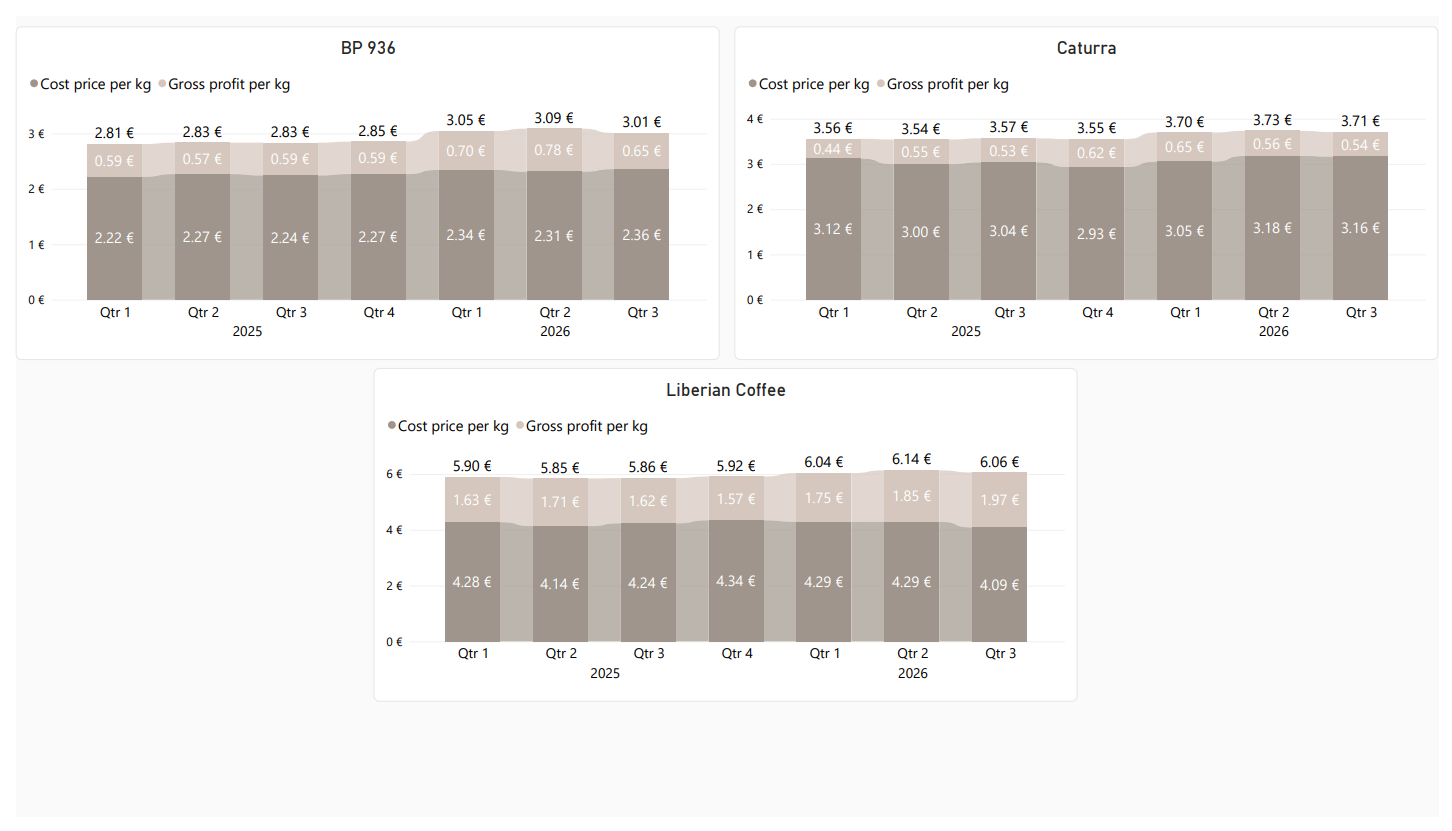 BP 936
Cost price per kg Gross profit per kg
3 €
2 €
1 €
0 €
2.81 € 2.83 € 2.83 € 2.85 € 3.05 € 3.09 € 3.01 €
0.59 € 0.57 € 0.59 € 0.59 € 0.70 € 0.78 € 0.65 €
2.22 € 2.27 € 2.24 € 2.27 € 2.34 € 2.31 € 2.36 €
Qtr 1 Qtr 2 Qtr 3 Qtr 4 Qtr 1 Qtr 2 Qtr 3
2025 2026
Caturra
Cost price per kg Gross profit per kg
4 €
3 €
2 €
1 €
0 €
3.56 € 3.54 € 3.57 € 3.55 € 3.70 € 3.73 € 3.71 €
0.44 € 0.55 € 0.53 € 0.62 € 0.65 € 0.56 € 0.54 €
3.12 € 3.00 € 3.04 € 2.93 € 3.05 € 3.18 € 3.16 €
Qtr 1 Qtr 2 Qtr 3 Qtr 4 Qtr 1 Qtr 2 Qtr 3
2025 2026
Liberian Coffee
Cost price per kg Gross profit per kg
6 €
4 €
2 €
0 €
5.90 € 5.85 € 5.86 € 5.92 € 6.04 € 6.14 € 6.06 €
1.63 € 1.71 € 1.62 € 1.57 € 1.75 € 1.85 € 1.97 €
4.28 € 4.14 € 4.24 € 4.34 € 4.29 € 4.29 € 4.09 €
Qtr 1 Qtr 2 Qtr 3 Qtr 4 Qtr 1 Qtr 2 Qtr 3
2025 2026